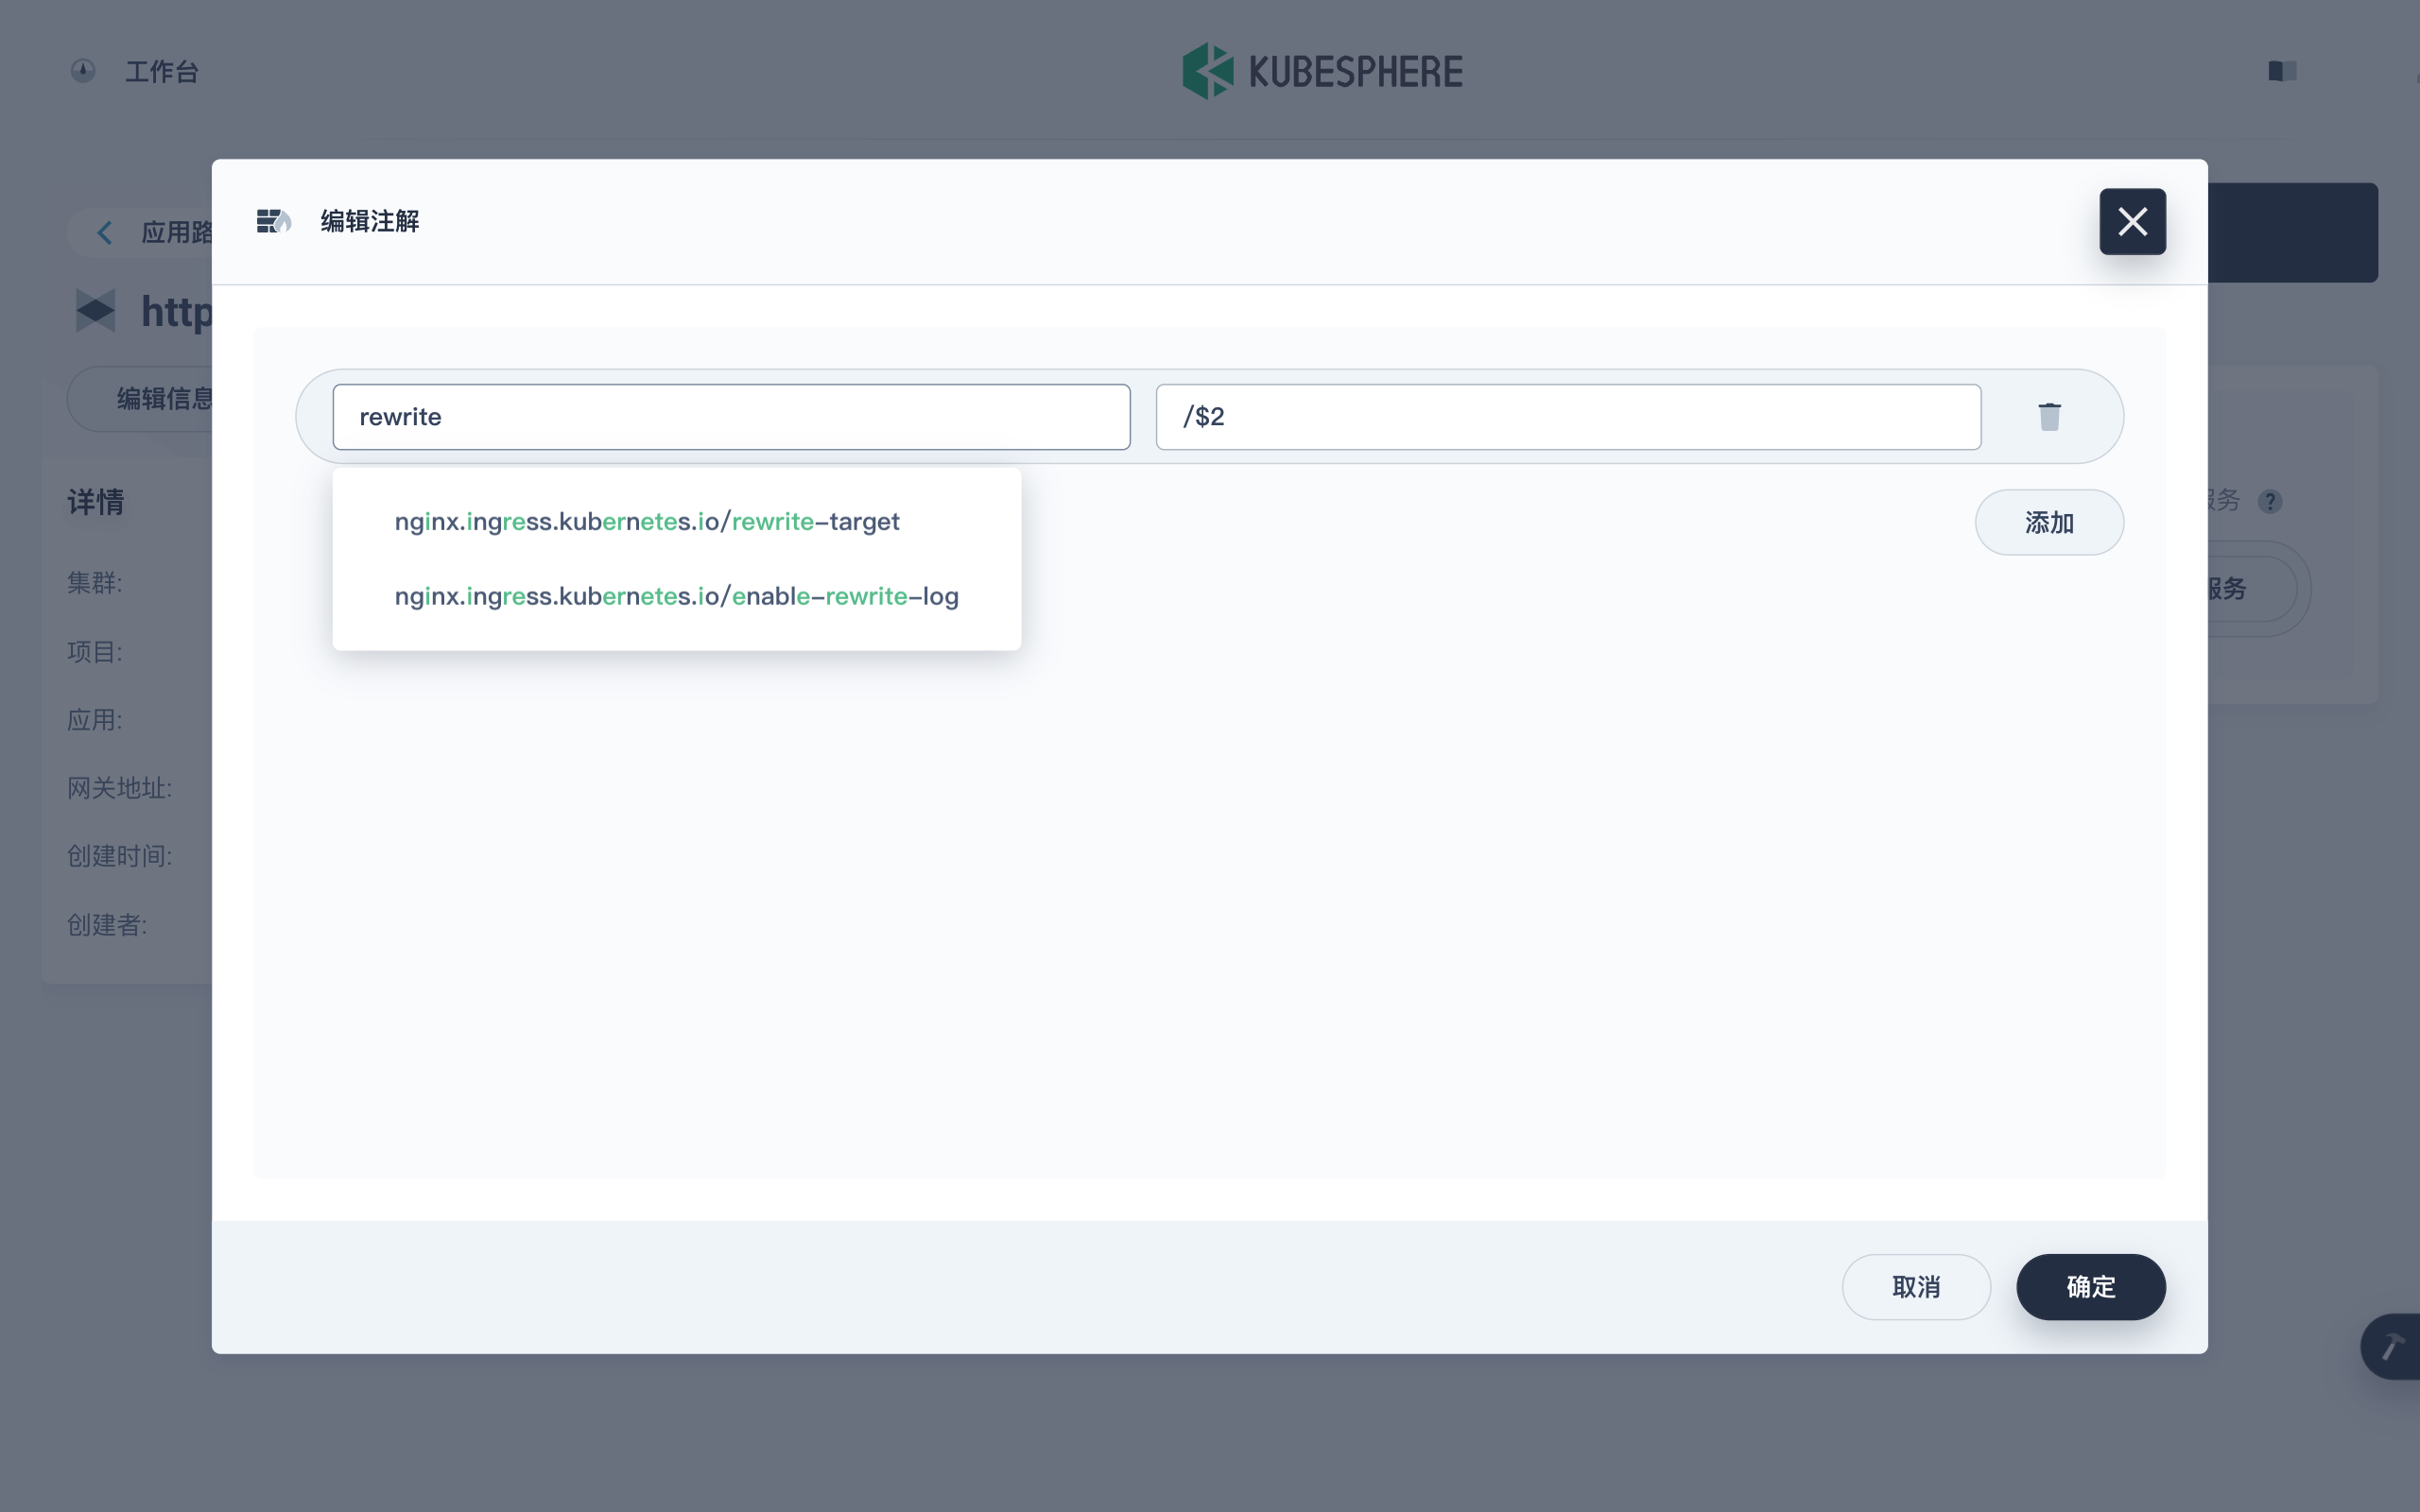 工作台
KUBESPHERE
应用路
编辑注解
http
编辑信息
rewrite
/$2
nginx.ingress.kubernetes.io/rewrite-target
nginx.ingress.kubernetes.io/enable-rewrite-log
添加
详情
服务
集群:
服务
项目:
应用:
网关地址:
创建时间:
创建者:
取消
确定